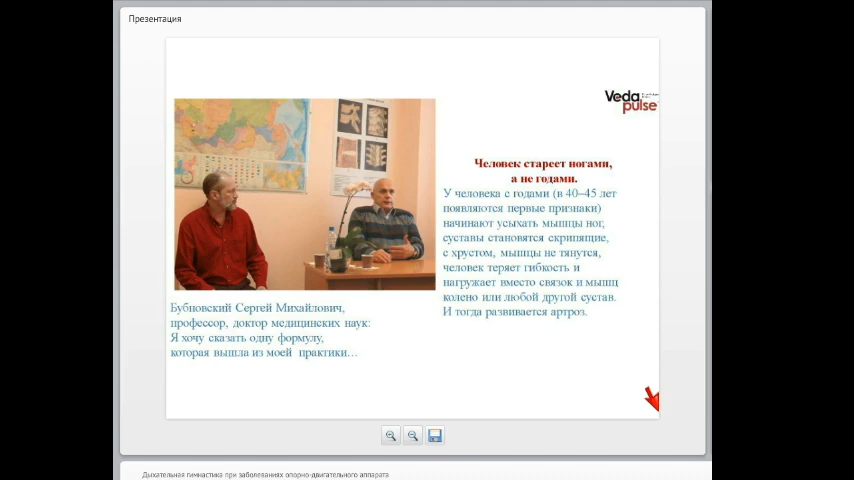 Презентация
Veda
pulse
Человек стареет ногами,
а не годами.
У человека с годами (в 40–45 лет
появляются первые признаки)
начинают усыхать мышцы ног,
суставы становятся скрипящие,
с хрустом, мышцы не тянутся,
человек теряет гибкость и
нагружает вместо связок и мышц
колено или любой другой сустав.
И тогда развивается артроз.
Бубновский Сергей Михайлович,
профессор, доктор медицинских наук:
Я хочу сказать одну формулу,
которая вышла из моей практики…
Дыхательная гимнастика при заболеваниях опорно-двигательного аппарата